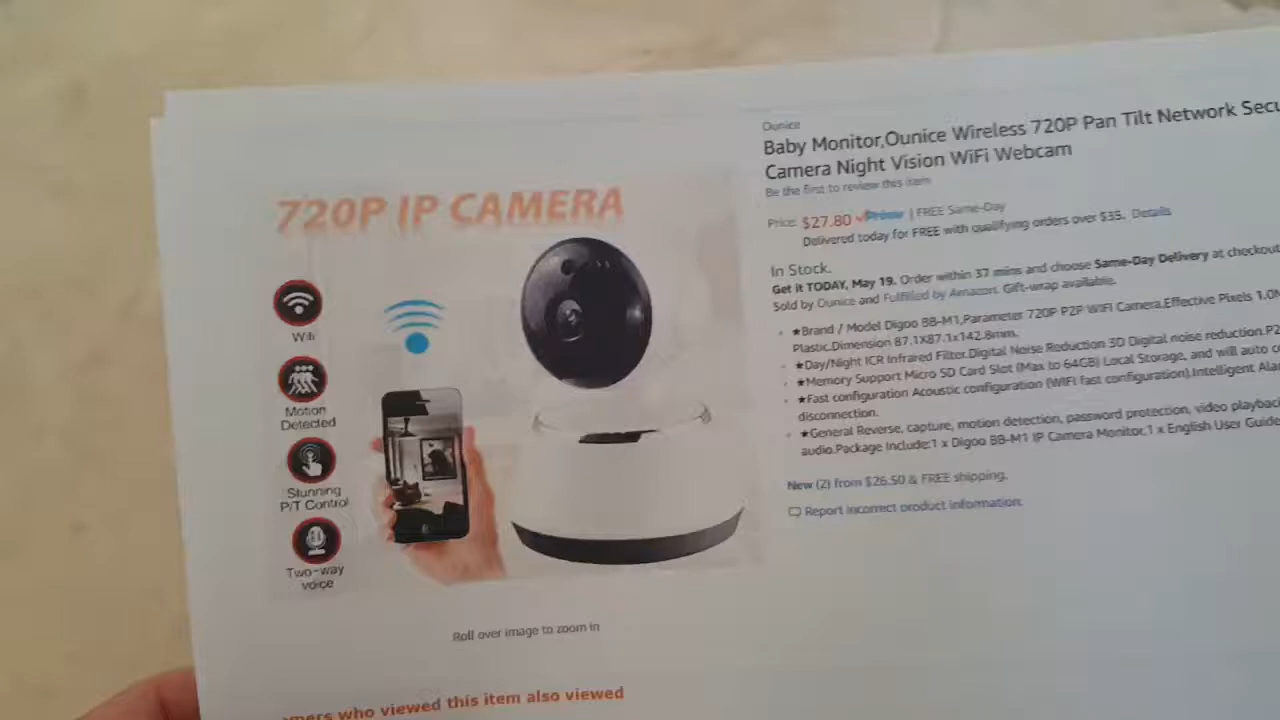 720P IP CAMERA
Wifi
Motion
Detected
Stunning
P/T Control
Two-way
voice
Roll over image to zoom in
who viewed this item also viewed
Ounice
Baby Monitor,Ounice Wireless 720P Pan Tilt Network
Camera Night Vision WiFi Webcam
Be the first to review this item
Price: $27.80 Prime | FREE Same-Day
Delivered today for FREE with qualifying orders over $35. Details
In Stock.
Get it TODAY, May 19. Order within 37 mins and choose Same-Day Delivery at checkout
Sold by Ounice and Fulfilled by Amazon. Gift-wrap available.
★Brand / Model Digoo BB-M1,Parameter 720P P2P WIFI Camera.Effective Pixels
Plastic.Dimension 87.1X87.1x142.8mm.
★Day/Night ICR Infrared Filter.Digital Noise Reduction 3D Digital noise reduction.
★Memory Support Micro SD Card Slot (Max to 64GB) Local Storage, and will auto
★Fast configuration Acoustic configuration (WIFI fast configuration).Intelligent
disconnection.
★General Reverse, capture, motion detection, password protection, video
audio.Package Include:1 x Digoo BB-M1 IP Camera Monitor,1 x English User Guide
New (2) from $26.50 & FREE shipping.
Report incorrect product information.